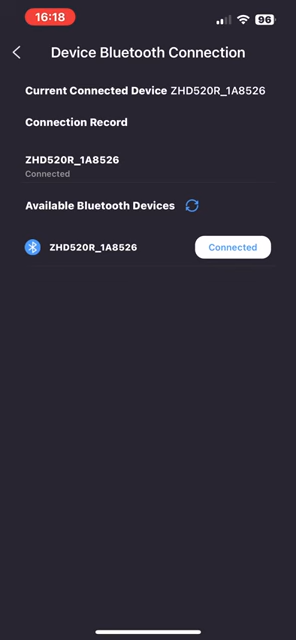 16:18
96
Device Bluetooth Connection
Current Connected Device ZHD520R_1A8526
Connection Record
ZHD520R_1A8526
Connected
Available Bluetooth Devices
ZHD520R_1A8526 Connected